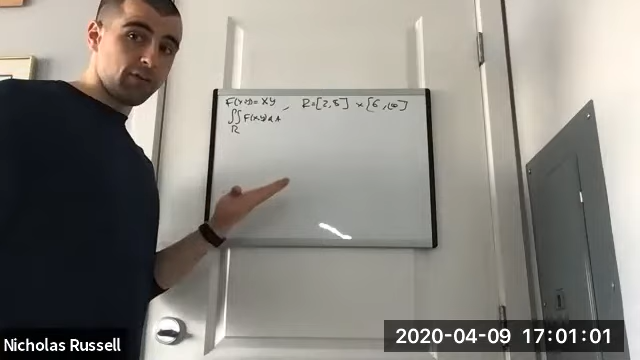 F(x,y)=xy , R=[2,8] × [6,10]
∬ F(x,y)dA
R
Nicholas Russell
2020-04-09 17:01:01